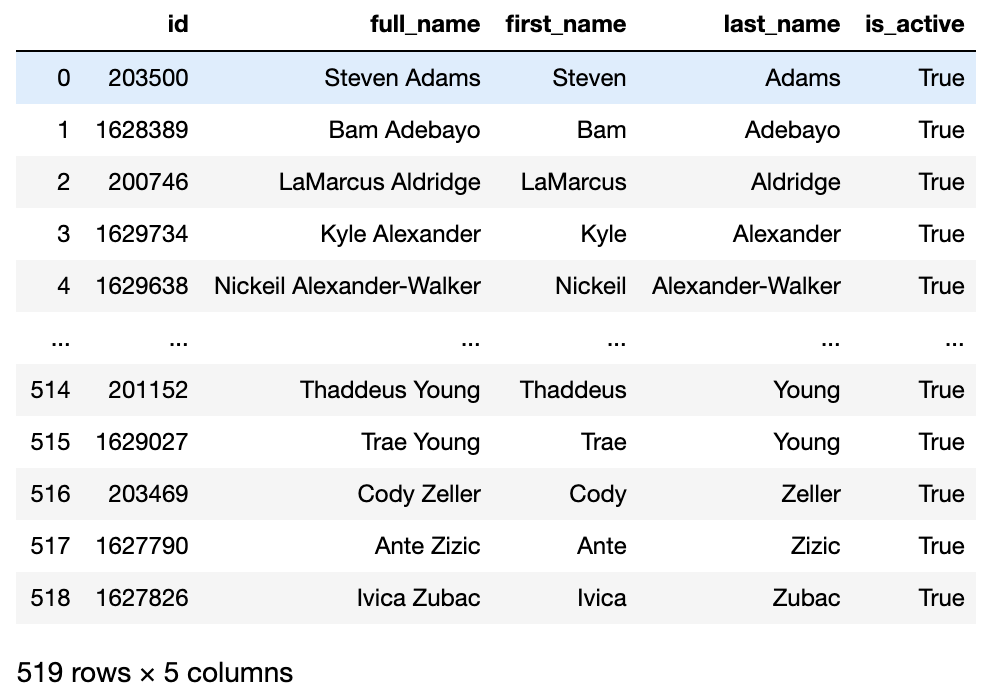 id full_name first_name last_name is_active
0 203500 Steven Adams Steven Adams True
1 1628389 Bam Adebayo Bam Adebayo True
2 200746 LaMarcus Aldridge LaMarcus Aldridge True
3 1629734 Kyle Alexander Kyle Alexander True
4 1629638 Nickeil Alexander-Walker Nickeil Alexander-Walker True
... ... ... ... ... ...
514 201152 Thaddeus Young Thaddeus Young True
515 1629027 Trae Young Trae Young True
516 203469 Cody Zeller Cody Zeller True
517 1627790 Ante Zizic Ante Zizic True
518 1627826 Ivica Zubac Ivica Zubac True
519 rows × 5 columns